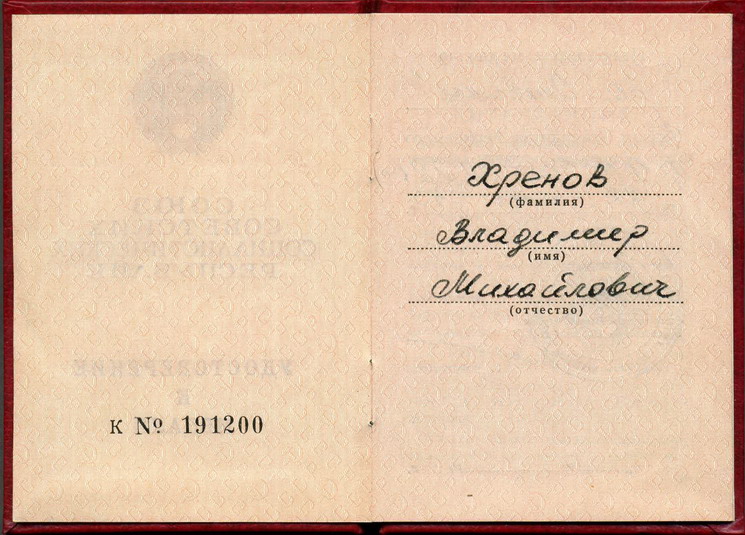 К № 191200
Хренов
(фамилия)
Владимир
(имя)
Михайлович
(отчество)